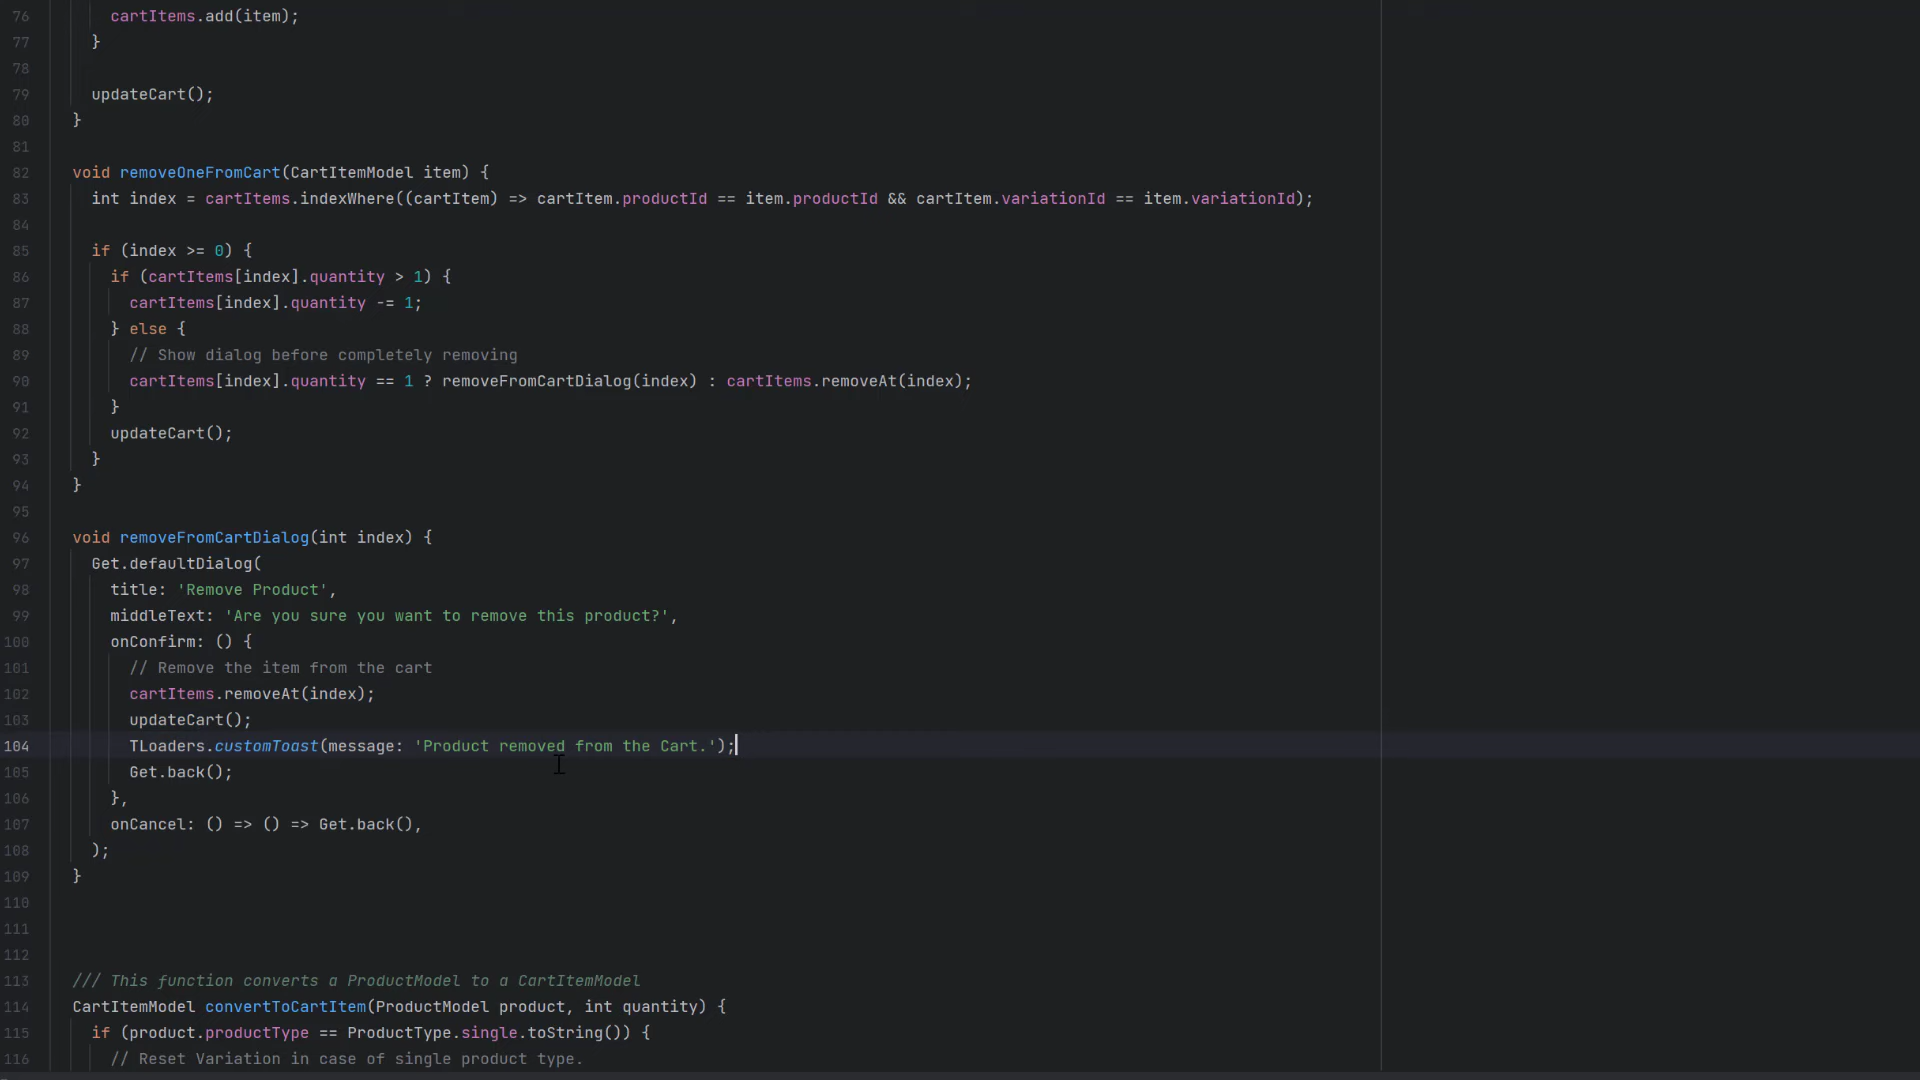 76 cartItems.add(item);
77 }
78
79 updateCart();
80 }
81
82 void removeOneFromCart(CartItemModel item) {
83 int index = cartItems.indexWhere((cartItem) => cartItem.productId == item.productId && cartItem.variationId == item.variationId);
84
85 if (index >= 0) {
86 if (cartItems[index].quantity > 1) {
87 cartItems[index].quantity -= 1;
88 } else {
89 // Show dialog before completely removing
90 cartItems[index].quantity == 1 ? removeFromCartDialog(index) : cartItems.removeAt(index);
91 }
92 updateCart();
93 }
94 }
95
96 void removeFromCartDialog(int index) {
97 Get.defaultDialog(
98 title: 'Remove Product',
99 middleText: 'Are you sure you want to remove this product?',
100 onConfirm: () {
101 // Remove the item from the cart
102 cartItems.removeAt(index);
103 updateCart();
104 TLoaders.customToast(message: 'Product removed from the Cart.');
105 Get.back();
106 },
107 onCancel: () => () => Get.back(),
108 );
109 }
110
111
112
113 /// This function converts a ProductModel to a CartItemModel
114 CartItemModel convertToCartItem(ProductModel product, int quantity) {
115 if (product.productType == ProductType.single.toString()) {
116 // Reset Variation in case of single product type.